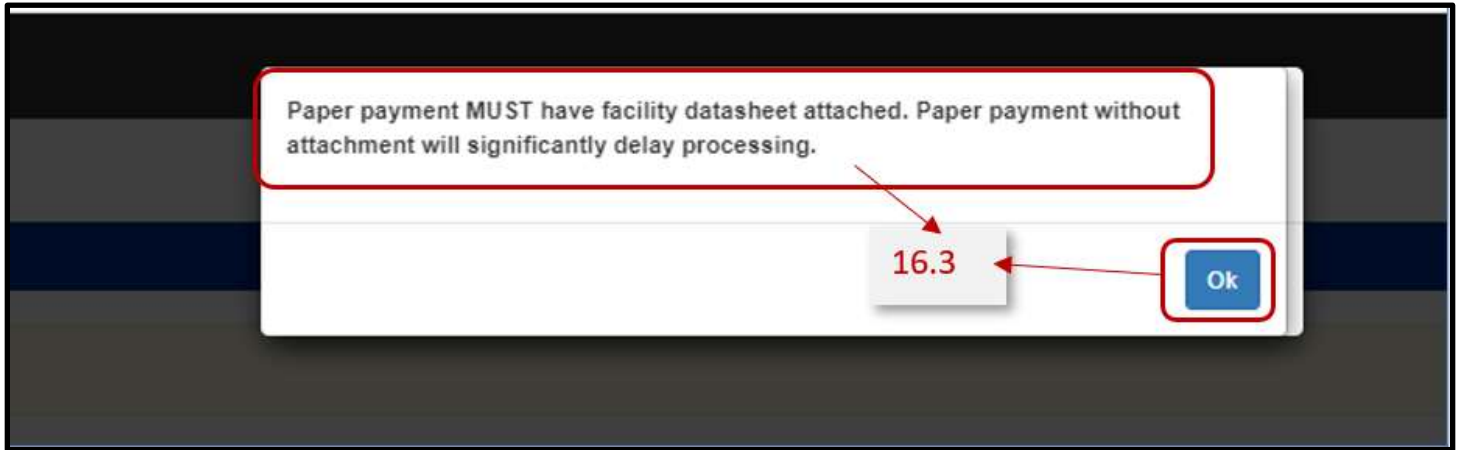 Paper payment MUST have facility datasheet attached. Paper payment without
attachment will significantly delay processing.
16.3
Ok